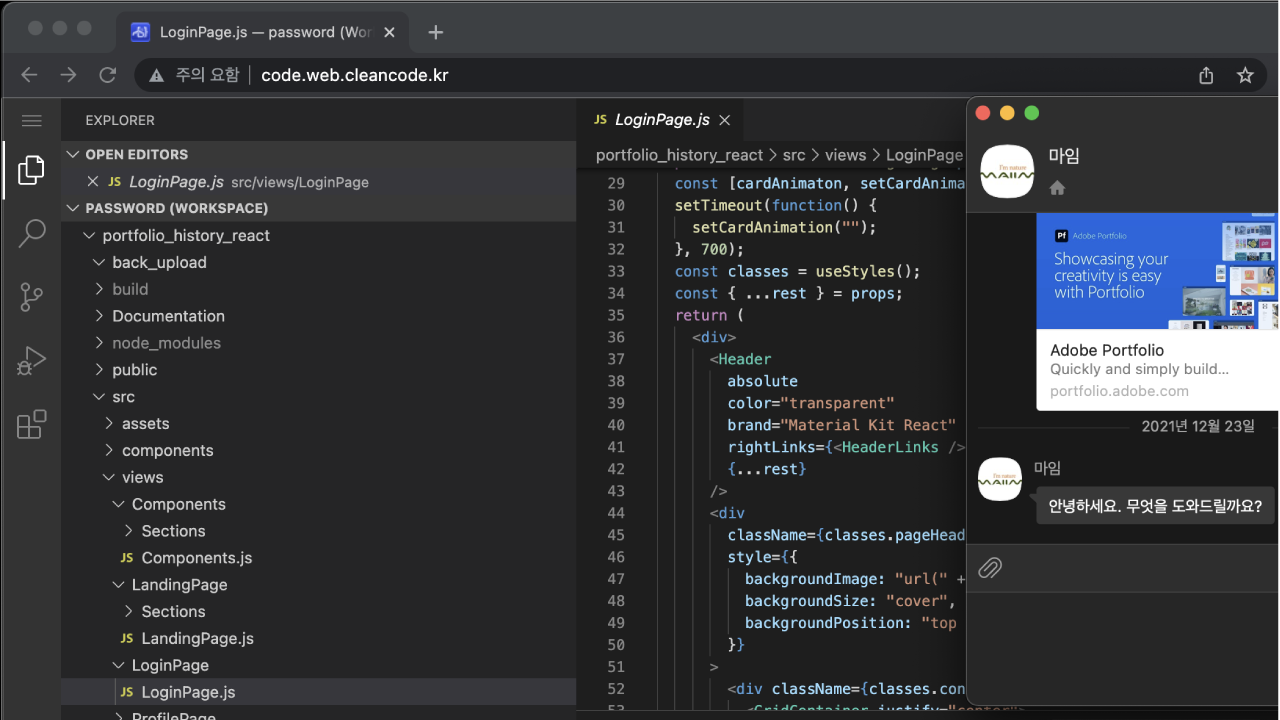 LoginPage.js — password (Wor
주의 요함
code.web.cleancode.kr
EXPLORER
OPEN EDITORS
JS LoginPage.js src/views/LoginPage
PASSWORD (WORKSPACE)
portfolio_history_react
back_upload
build
Documentation
node_modules
public
src
assets
components
views
Components
Sections
JS Components.js
LandingPage
Sections
JS LandingPage.js
LoginPage
JS LoginPage.js
ProfilePage
JS LoginPage.js
portfolio_history_react > src > views > LoginPage
29 const [cardAnimaton, setCardAnima
30 setTimeout(function() {
31 setCardAnimation("");
32 }, 700);
33 const classes = useStyles();
34 const { ...rest } = props;
35 return (
36 <div>
37 <Header
38 absolute
39 color="transparent"
40 brand="Material Kit React"
41 rightLinks={<HeaderLinks />
42 {...rest}
43 />
44 <div
45 className={classes.pageHead
46 style={{
47 backgroundImage: "url(" +
48 backgroundSize: "cover",
49 backgroundPosition: "top
50 }}
51 >
52 <div className={classes.con
53 <GridContainer justify="center">
I'm nature
MAIIN
마임
Pf Adobe Portfolio
Showcasing your
creativity is easy
with Portfolio
Adobe Portfolio
Quickly and simply build...
portfolio.adobe.com
2021년 12월 23일
I'm nature
MAIIN
마임
안녕하세요. 무엇을 도와드릴까요?